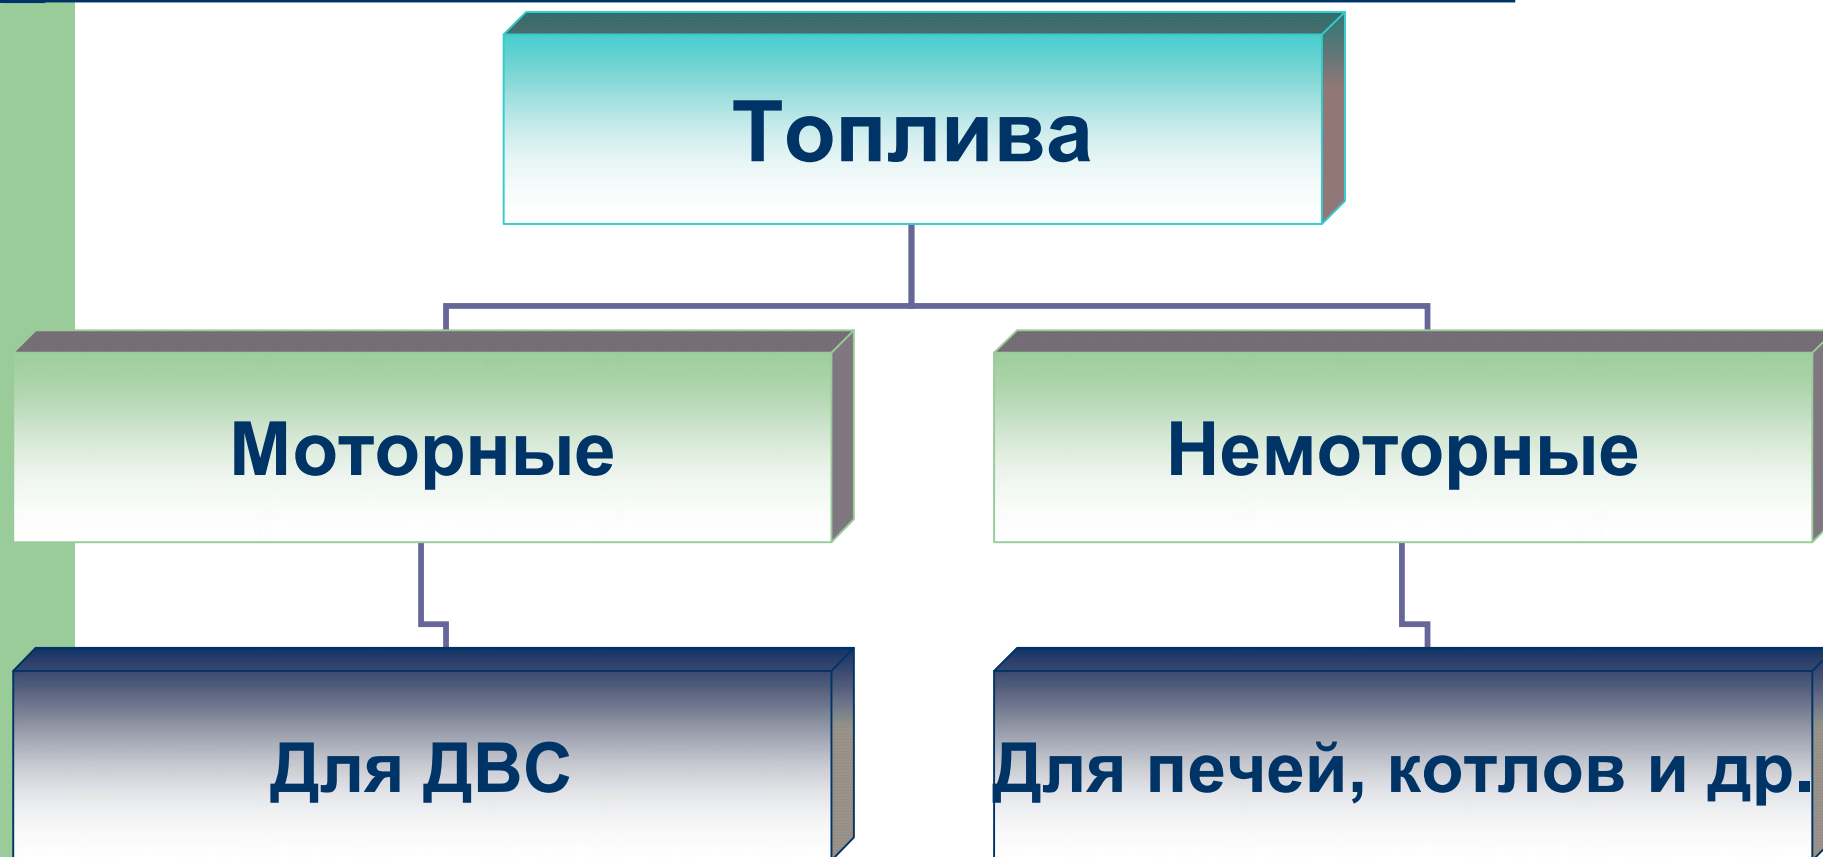 Топлива
Моторные
Немоторные
Для ДВС
Для печей, котлов и др.